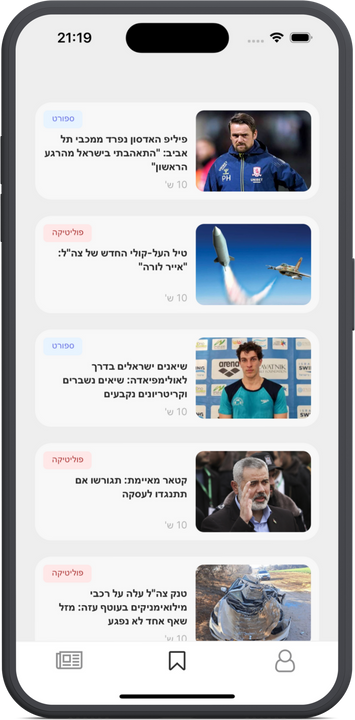 21:19
ספורט
פיליפ האדסון נפרד ממכבי תל
אביב: "התאהבתי בישראל מהרגע
הראשון"
10 ש'
PH
פוליטיקה
טיל העל-קולי החדש של צה"ל:
"אייר לורה"
10 ש'
ספורט
שיאנים ישראלים בדרך
לאולימפיאדה: שיאים נשברים
וקריטריונים נקבעים
10 ש'
arena
פוליטיקה
קטאר מאיימת: תגורשו אם
תתנגדו לעסקה
10 ש'
פוליטיקה
טנק צה"ל עלה על רכבי
מילואימניקים בעוטף עזה: מזל
שאף אחד לא נפגע
10 ש'